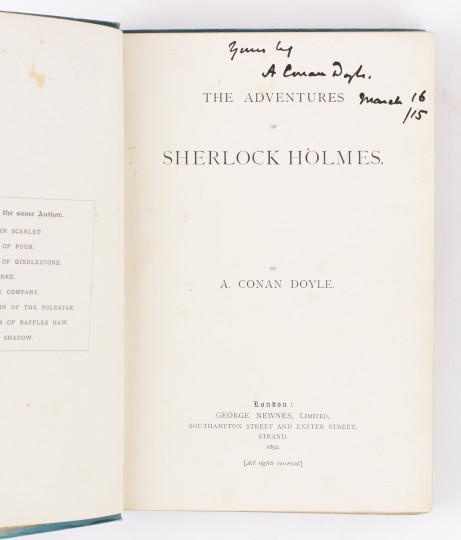 the same Author.
IN SCARLET.
OF FOUR.
OF GIRDLESTONE.
RKE.
COMPANY.
IN OF THE POLESTAR.
S OF RAFFLES HAW.
SHADOW.
Yours
A Conan Doyle.
March 16
/15
THE ADVENTURES
OF
SHERLOCK HOLMES.
BY
A. CONAN DOYLE.
London:
GEORGE NEWNES, LIMITED,
SOUTHAMPTON STREET AND EXETER STREET,
STRAND.
1892.
[All rights reserved.]